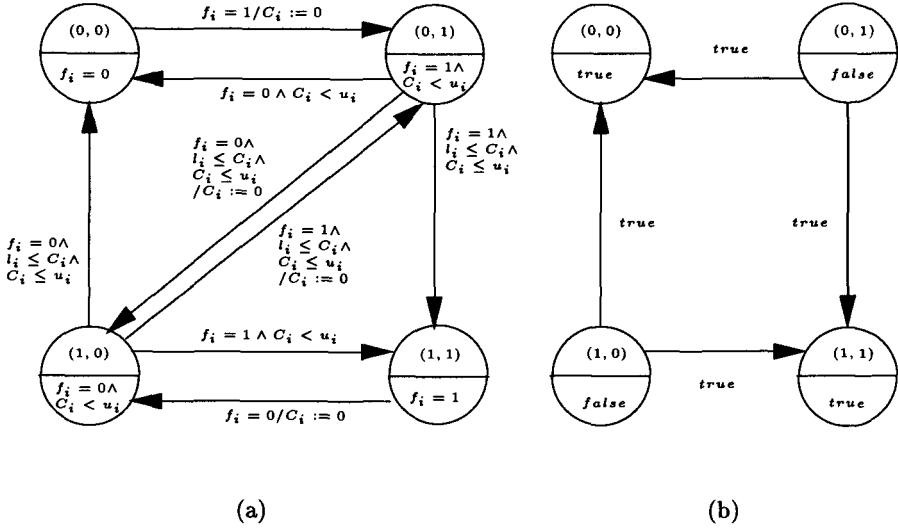 (0, 0)
f_i = 0
f_i = 1/C_i := 0
(0, 1)
f_i = 1∧
C_i < u_i
f_i = 0 ∧ C_i < u_i
f_i = 0∧
l_i ≤ C_i∧
C_i ≤ u_i
/C_i := 0
f_i = 1∧
l_i ≤ C_i∧
C_i ≤ u_i
f_i = 1∧
l_i ≤ C_i∧
C_i ≤ u_i
/C_i := 0
f_i = 0∧
l_i ≤ C_i∧
C_i ≤ u_i
(1, 0)
f_i = 0∧
C_i < u_i
f_i = 1 ∧ C_i < u_i
(1, 1)
f_i = 1
f_i = 0/C_i := 0
(a)
(0, 0)
true
true
(0, 1)
false
true
true
(1, 0)
false
true
(1, 1)
true
(b)